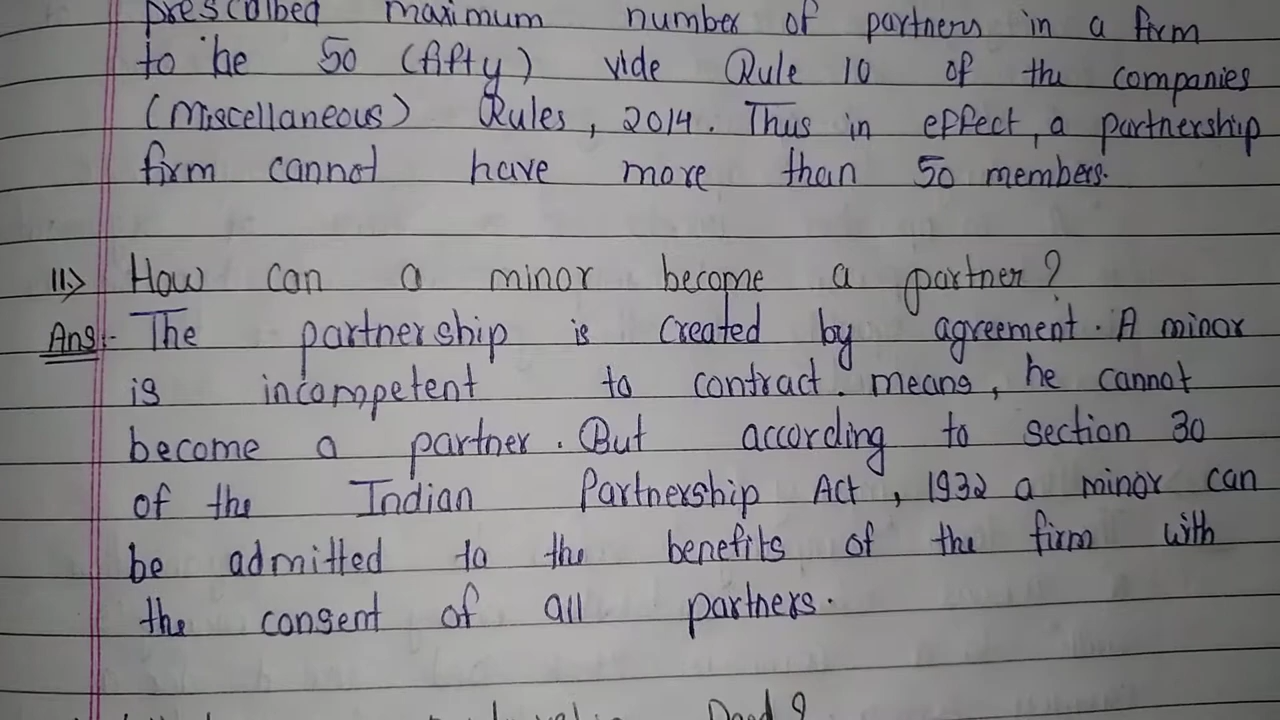 prescribed maximum number of partners in a firm
to be 50 (fifty) vide Rule 10 of the companies
(Miscellaneous) Rules, 2014. Thus in effect, a partnership
firm cannot have more than 50 members.
11> How can a minor become a partner?
Ans:- The partnership is created by agreement. A minor
is incompetent to contract. means, he cannot
become a partner. But according to section 30
of the Indian Partnership Act, 1932 a minor can
be admitted to the benefits of the firm with
the consent of all partners.
Deed ?